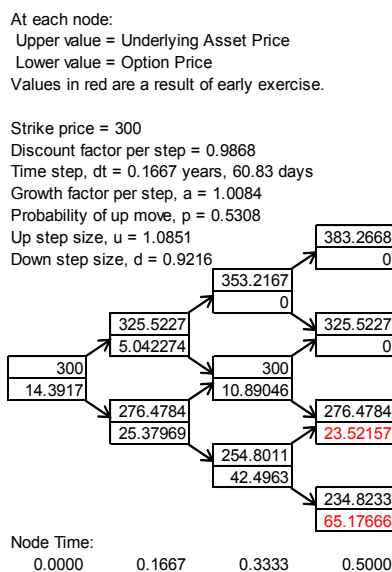 At each node:
Upper value = Underlying Asset Price
Lower value = Option Price
Values in red are a result of early exercise.
Strike price = 300
Discount factor per step = 0.9868
Time step, dt = 0.1667 years, 60.83 days
Growth factor per step, a = 1.0084
Probability of up move, p = 0.5308
Up step size, u = 1.0851
383.2668
Down step size, d = 0.9216
0
353.2167
0
325.5227
325.5227
5.042274
0
300
300
14.3917
10.89046
276.4784
276.4784
25.37969
23.52157
254.8011
42.4963
234.8233
65.17666
Node Time:
0.0000 0.1667 0.3333 0.5000